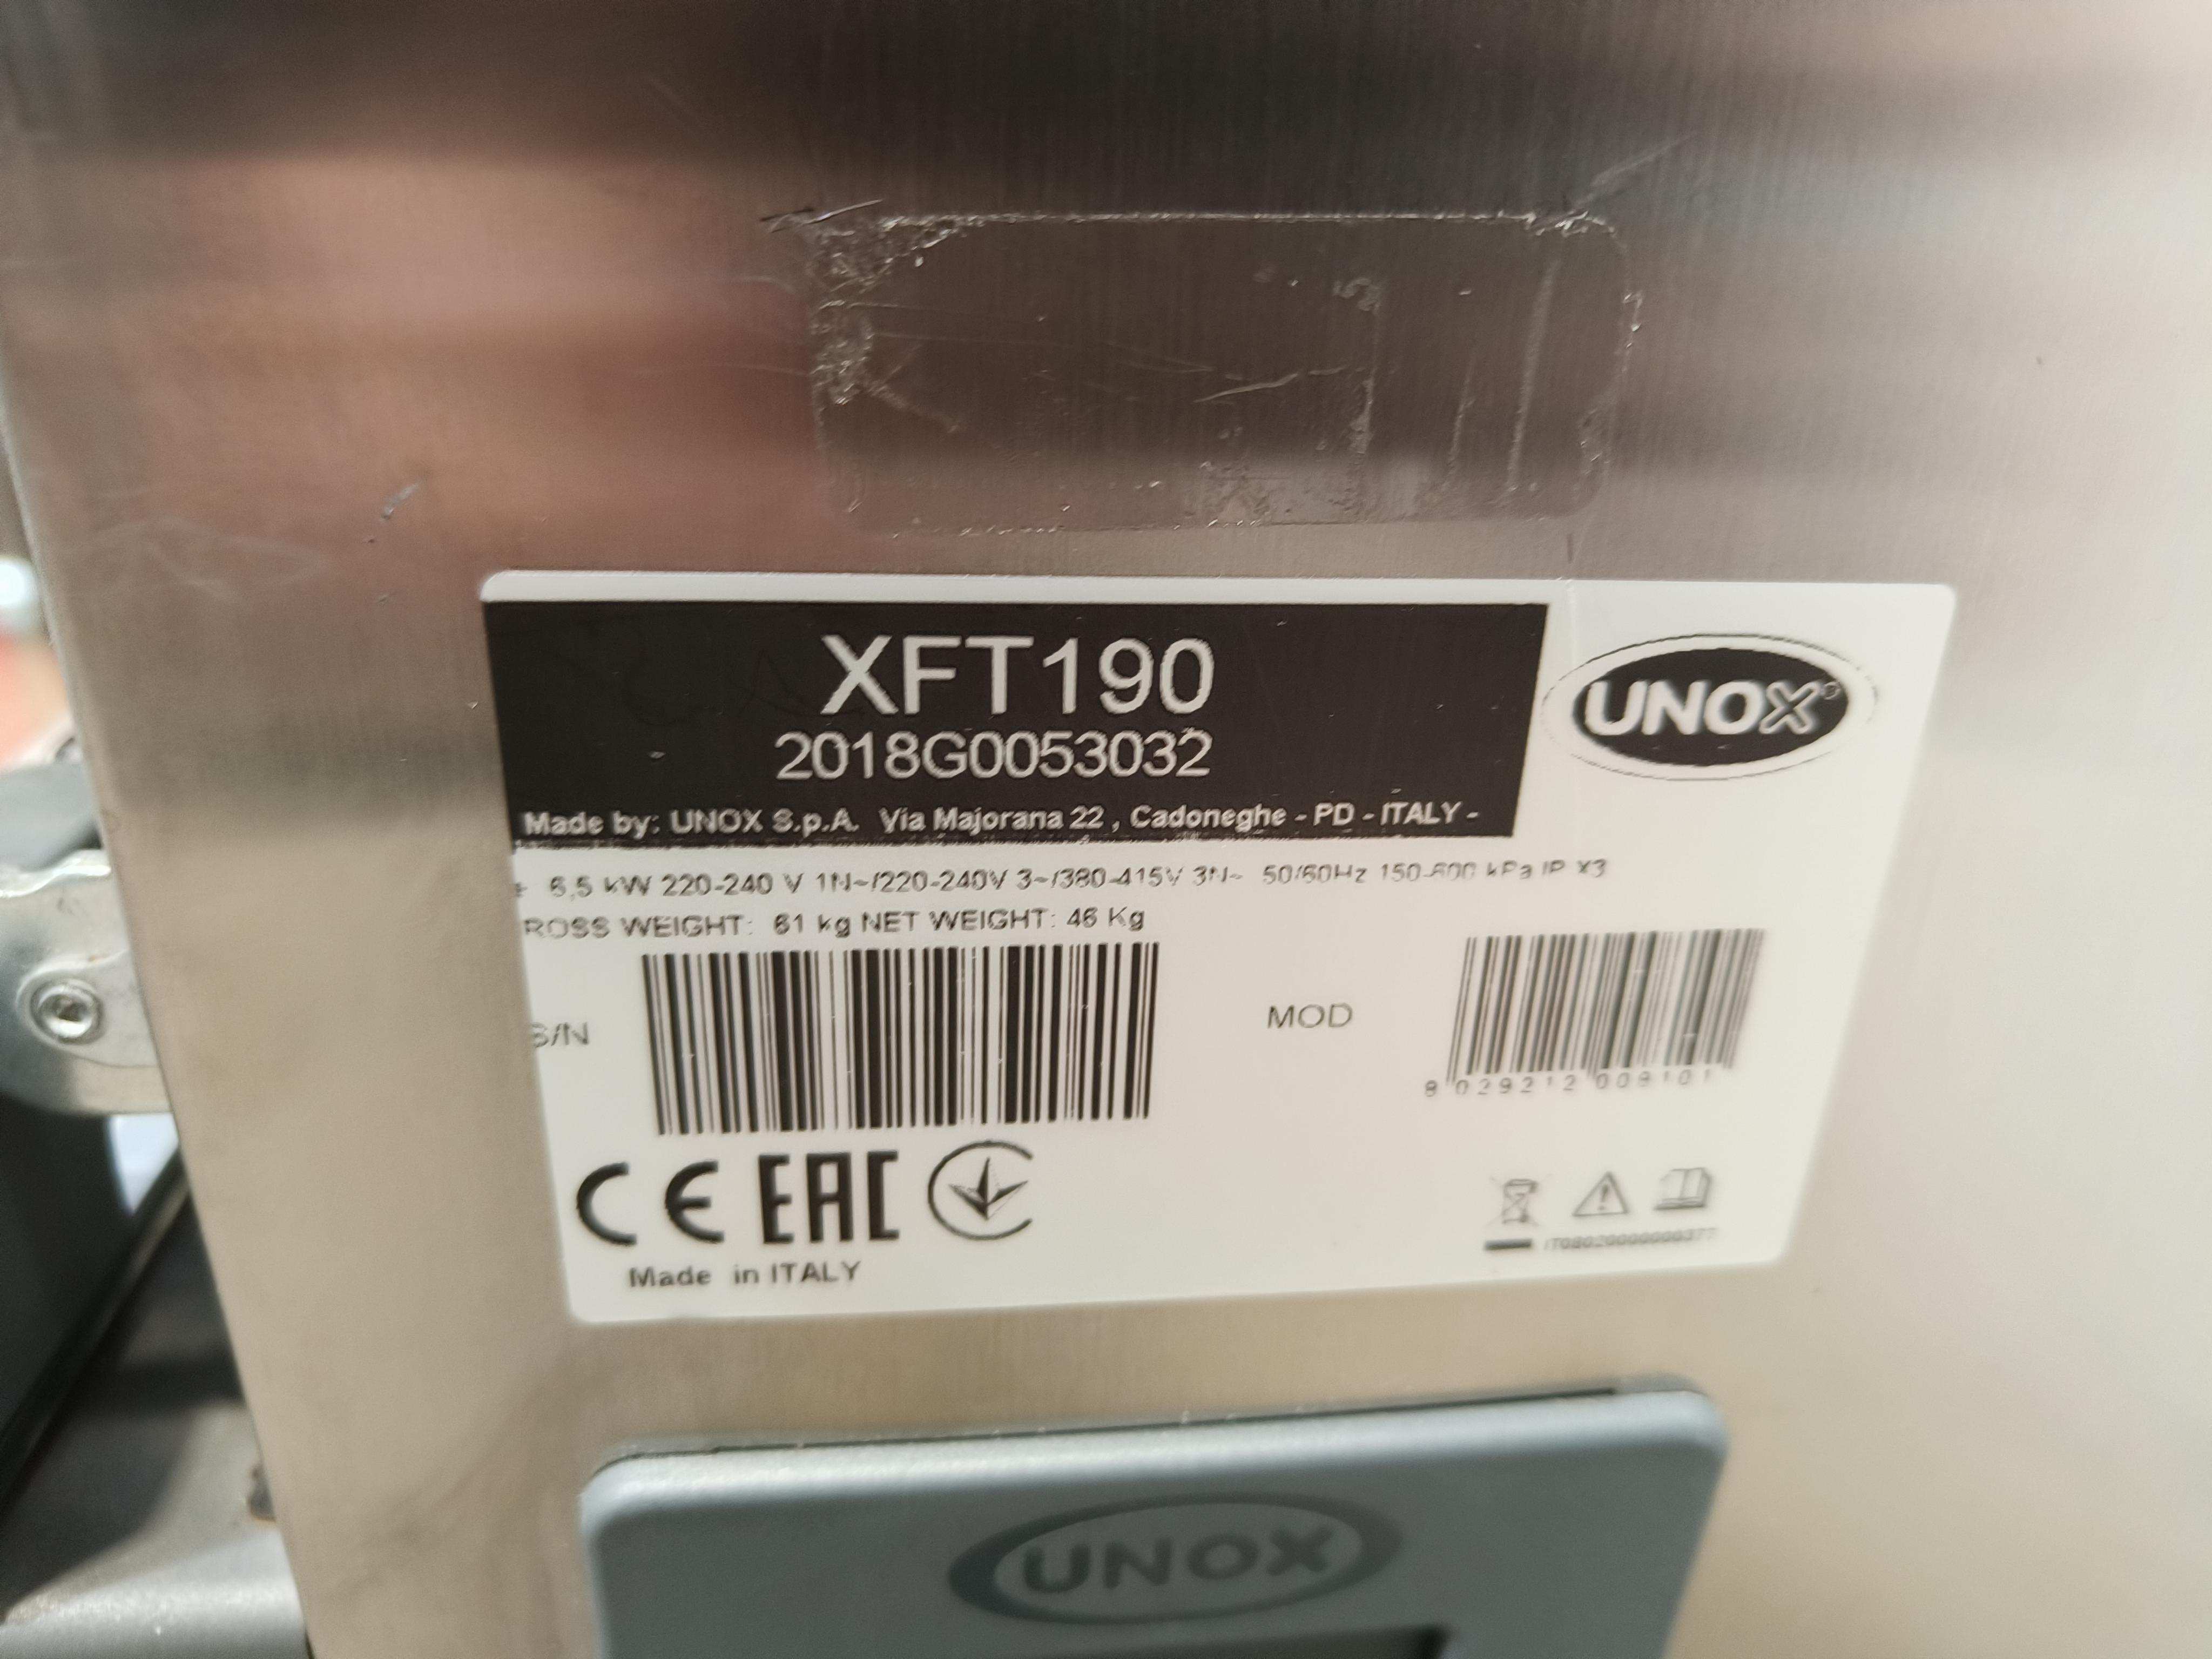 XFT190
2018G0053032
UNOX
Made by: UNOX S.p.A. Via Majorana 22 , Cadoneghe - PD - ITALY -
6,5 kW 220-240 V 1N~/220-240V 3~/380-415V 3N~ 50/60Hz 150-600 kPa IP X3
ROSS WEIGHT: 61 kg NET WEIGHT: 46 Kg
S/N
MOD
CE EAC
Made in ITALY
IT08020000000377
UNOX